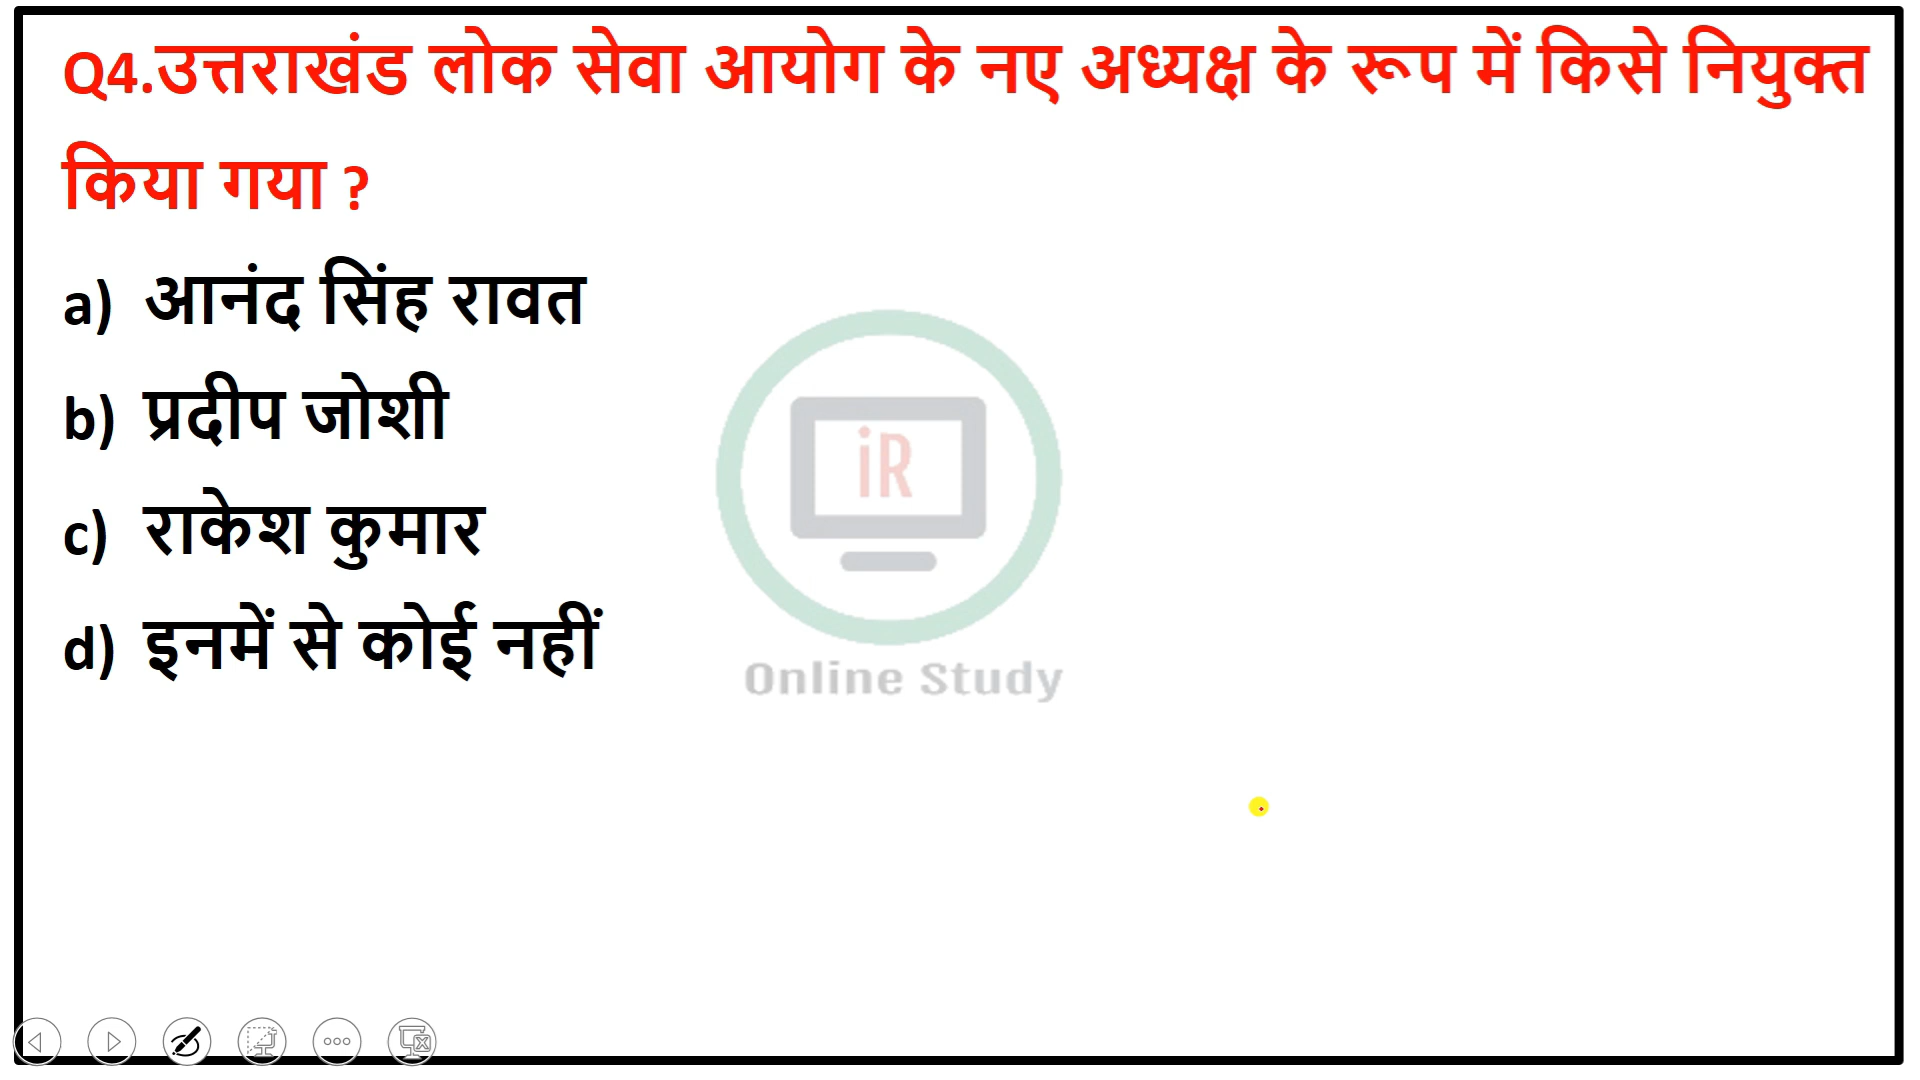 Q4.उत्तराखंड लोक सेवा आयोग के नए अध्यक्ष के रूप में किसे नियुक्त
किया गया ?
a) आनंद सिंह रावत
b) प्रदीप जोशी
c) राकेश कुमार
d) इनमें से कोई नहीं
iR
Online Study